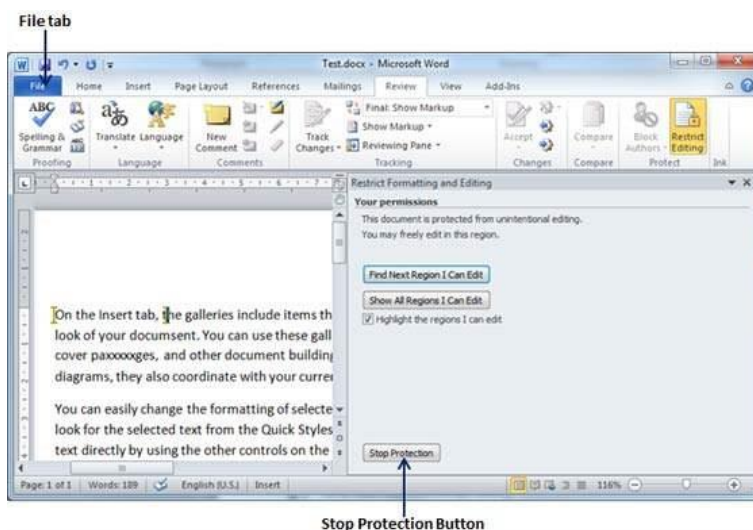 File tab
Test.docx - Microsoft Word
File Home Insert Page Layout References Mailings Review View Add-Ins
ABC
Spelling & Grammar
Translate
Language
New Comment
Track Changes
Final: Show Markup
Show Markup
Reviewing Pane
Accept
Compare
Block Authors
Restrict Editing
Proofing Language Comments Tracking Changes Compare Protect Ink
Restrict Formatting and Editing
Your permissions
This document is protected from unintentional editing.
You may freely edit in this region.
Find Next Region I Can Edit
Show All Regions I Can Edit
Highlight the regions I can edit
On the Insert tab, the galleries include items th
look of your documsent. You can use these gall
cover paxxxxxges, and other document building
diagrams, they also coordinate with your currer
You can easily change the formatting of selecte
look for the selected text from the Quick Styles
text directly by using the other controls on the
Stop Protection
Page: 1 of 1 Words: 189 English (U.S.) Insert 116%
Stop Protection Button